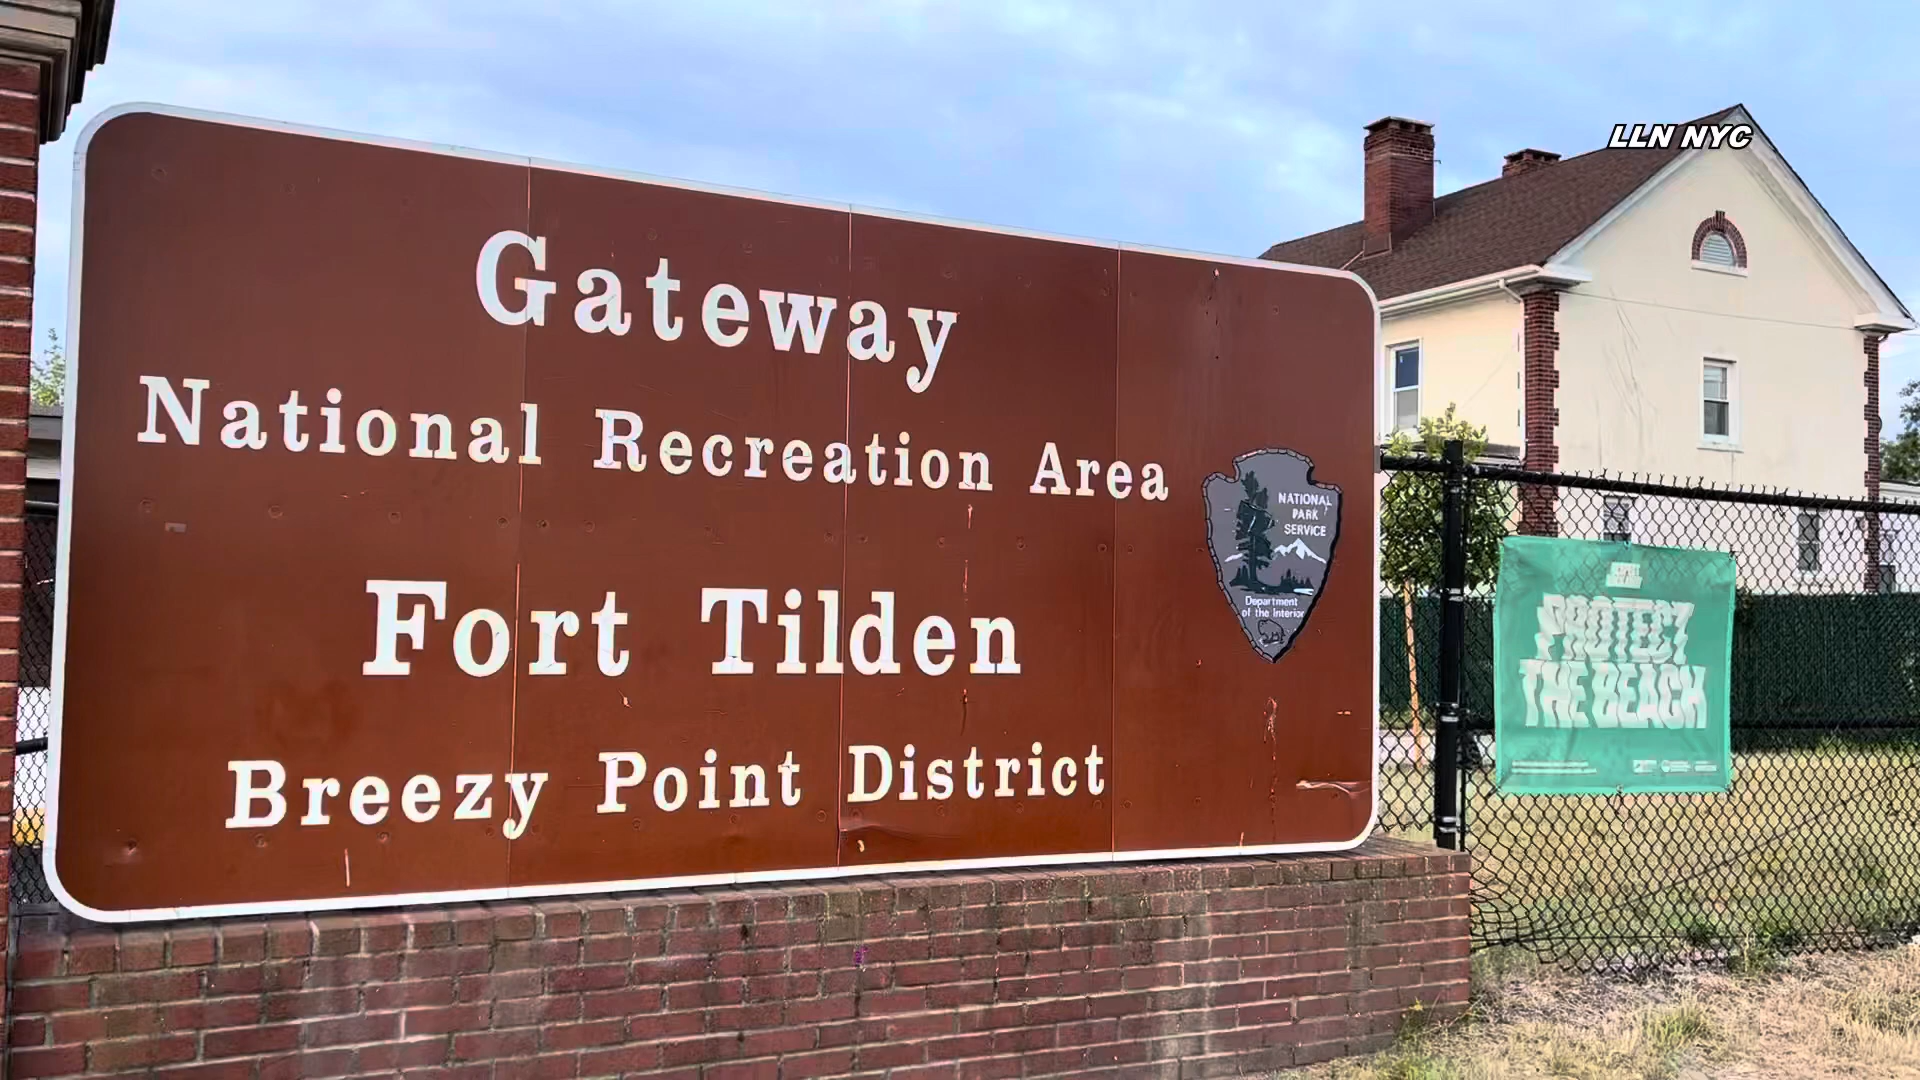 LLN NYC
Gateway
National Recreation Area
Fort Tilden
Breezy Point District
NATIONAL
PARK
SERVICE
Department
of the Interior
PROTECT
THE BEACH